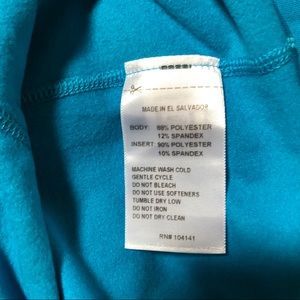 MADE IN EL SALVADOR
BODY: 88% POLYESTER
12% SPANDEX
INSERT: 90% POLYESTER
10% SPANDEX
MACHINE WASH COLD
GENTLE CYCLE
DO NOT BLEACH
DO NOT USE SOFTENERS
TUMBLE DRY LOW
DO NOT IRON
DO NOT DRY CLEAN
RN# 104141